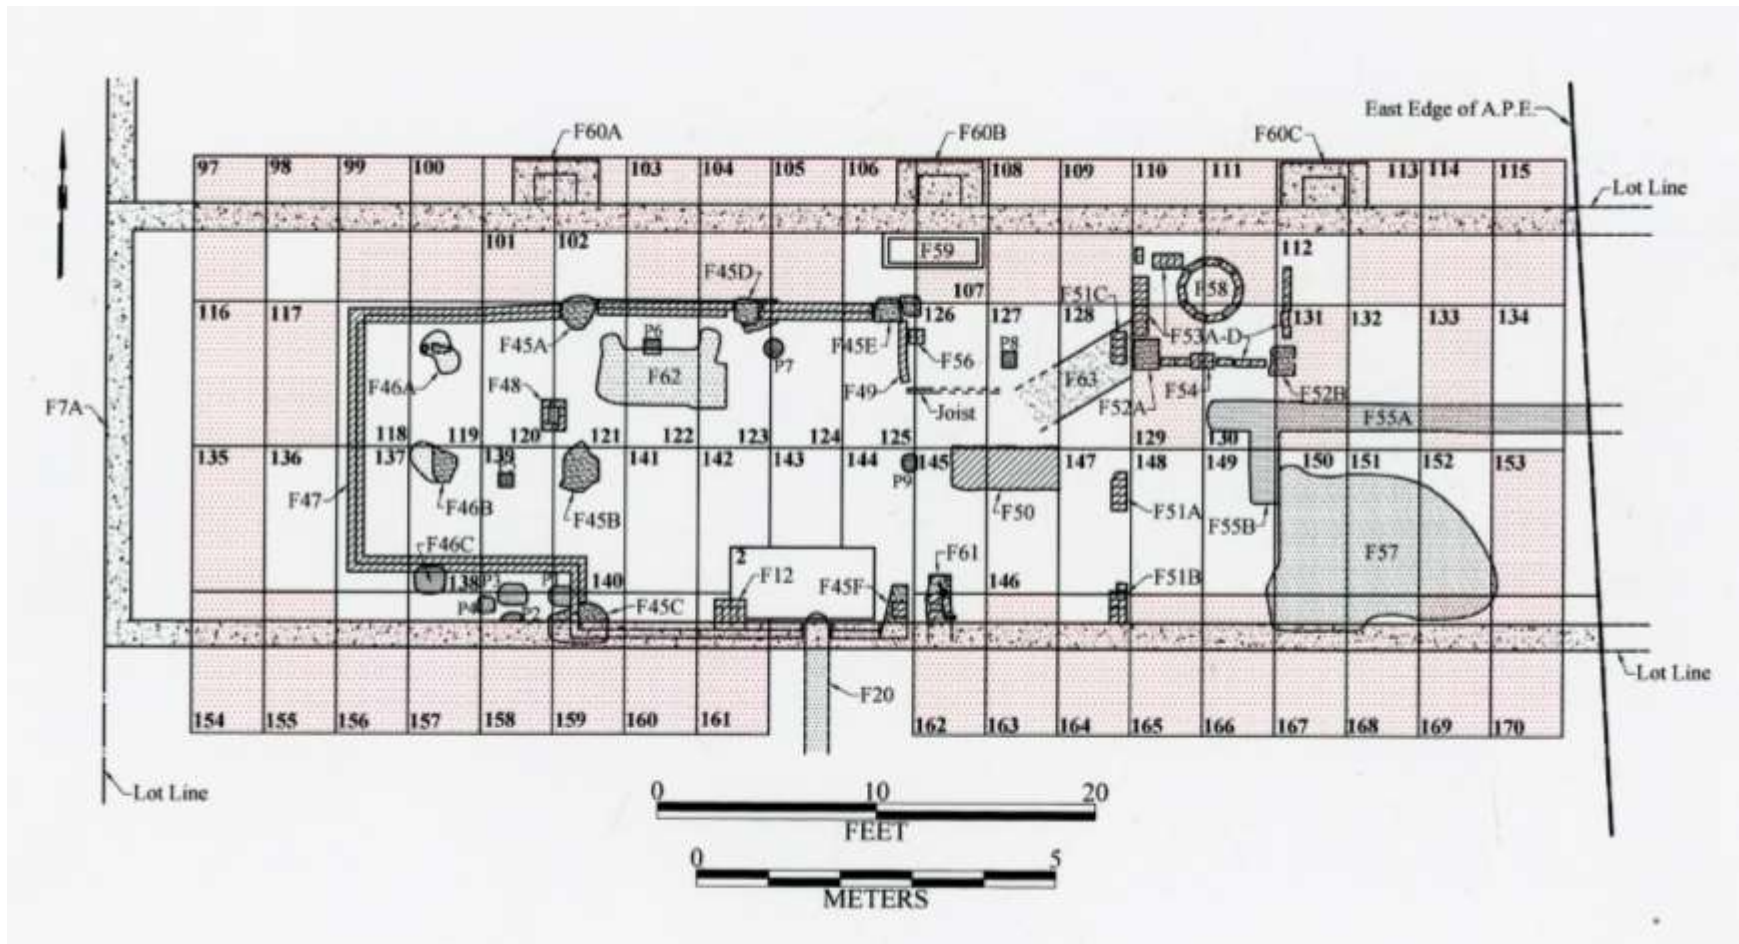 East Edge of A.P.E.
F60A
F60B
F60C
97 98 99 100 103 104 105 106 108 109 110 111 113 114 115
Lot Line
101 102 F59 112
F45D
107 F51C F58
116 117 126 127 128 131 132 133 134
F45A P6 F45E P8 F53A-D
F56
P7
F46A F48 F62 F49 F63 F54
F52A F52B
F7A Joist
F55A
118 119 120 121 122 123 124 125 129 130
135 136 137 139 141 142 143 144 145 147 148 149 150 151 152 153
P9
F47 F46B F45B F50 F51A F55B
F46C 2 F61 F57
138 P3 140 F12 F45F 146 F51B
P4 P2 F45C
Lot Line
F20
154 155 156 157 158 159 160 161 162 163 164 165 166 167 168 169 170
Lot Line
0 10 20
FEET
0 5
METERS